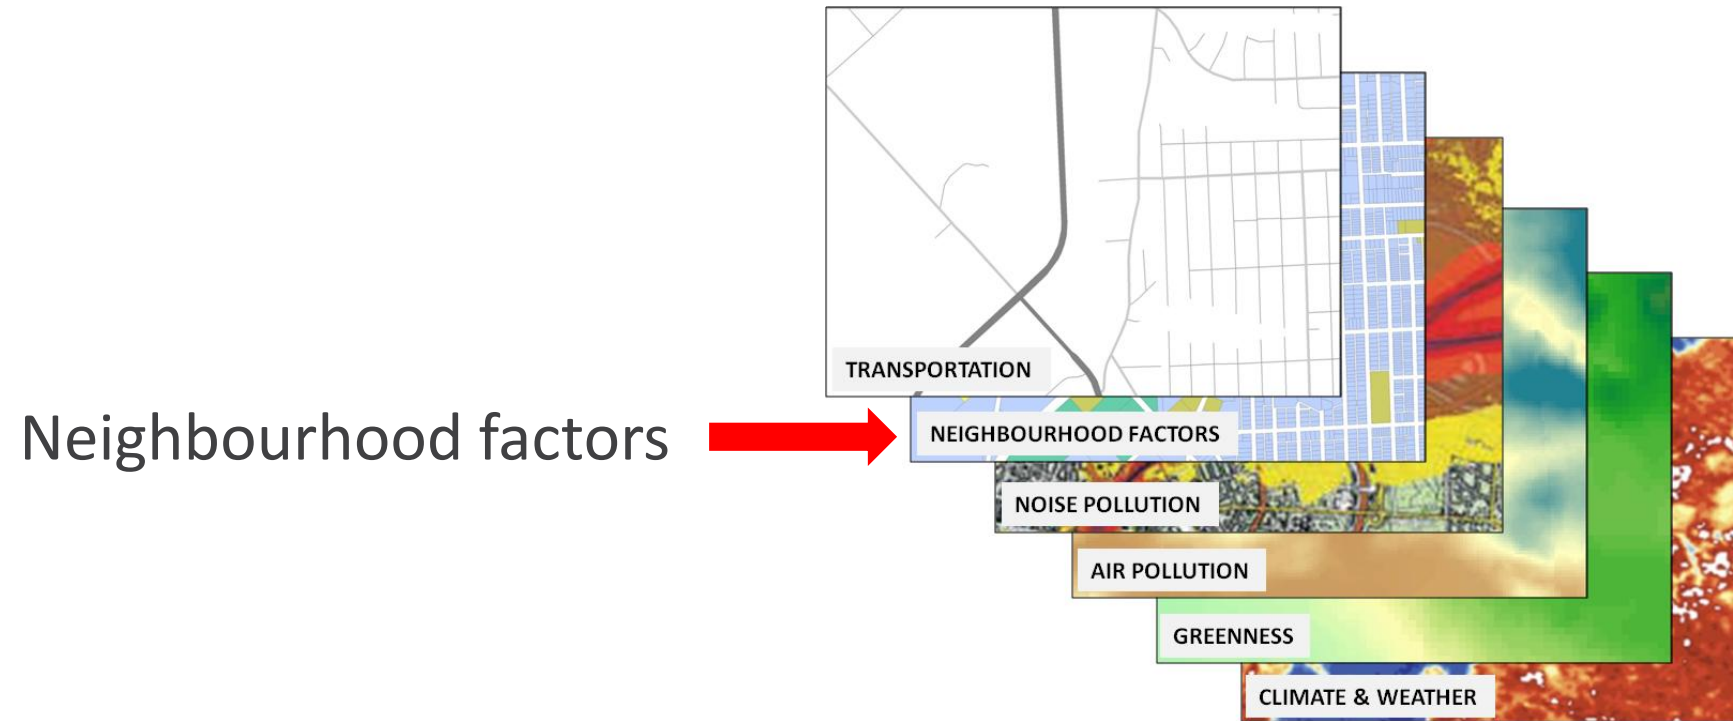 TRANSPORTATION
Neighbourhood factors
NEIGHBOURHOOD FACTORS
NOISE POLLUTION
AIR POLLUTION
GREENNESS
CLIMATE & WEATHER